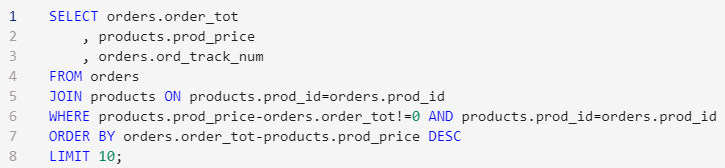 1 SELECT orders.order_tot
2 , products.prod_price
3 , orders.ord_track_num
4 FROM orders
5 JOIN products ON products.prod_id=orders.prod_id
6 WHERE products.prod_price-orders.order_tot!=0 AND products.prod_id=orders.prod_id
7 ORDER BY orders.order_tot-products.prod_price DESC
8 LIMIT 10;